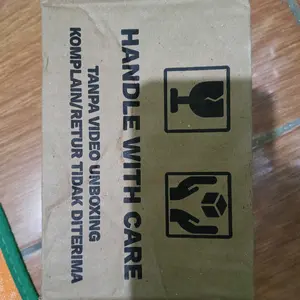 HANDLE WITH CARE
TANPA VIDEO UNBOXING
KOMPLAIN/RETUR TIDAK DITERIMA